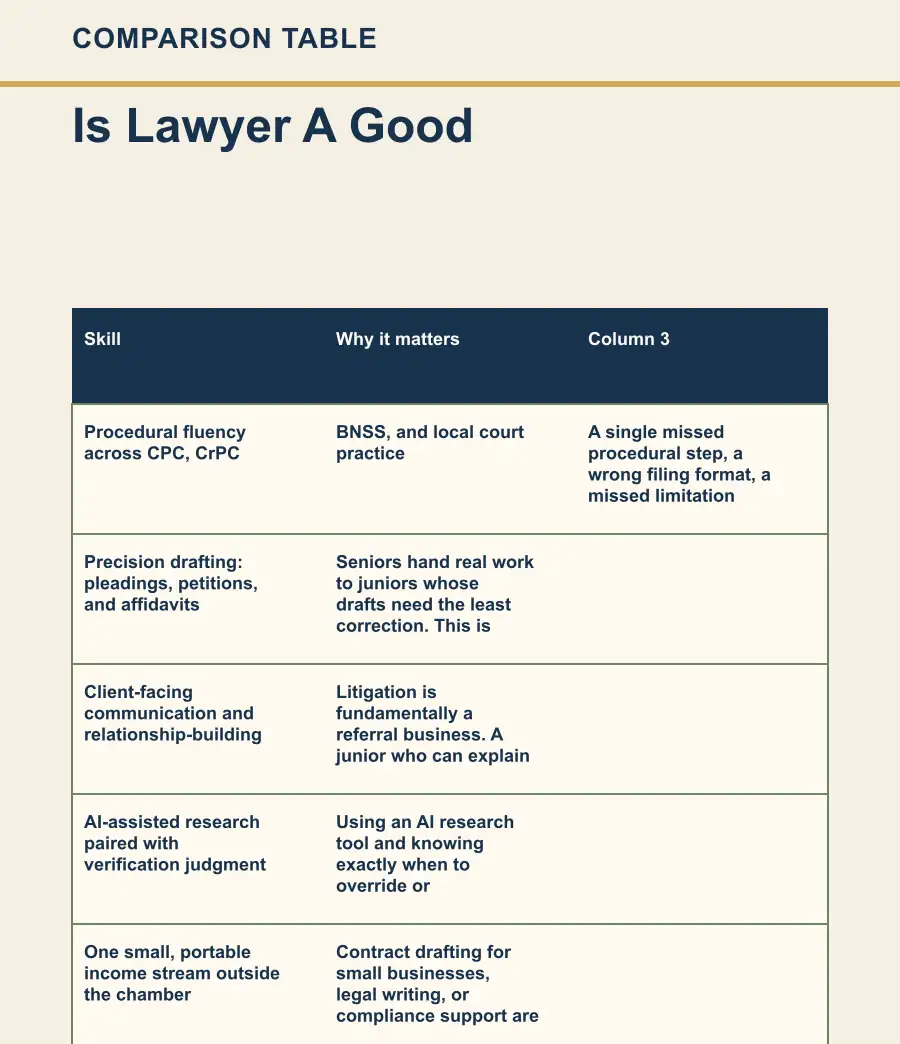 COMPARISON TABLE
Is Lawyer A Good
Skill
Why it matters
Column 3
Procedural fluency
across CPC, CrPC
BNSS, and local court
practice
A single missed
procedural step, a
wrong filing format, a
missed limitation
Precision drafting:
pleadings, petitions,
and affidavits
Seniors hand real work
to juniors whose
drafts need the least
correction. This is
Client-facing
communication and
relationship-building
Litigation is
fundamentally a
referral business. A
junior who can explain
AI-assisted research
paired with
verification judgment
Using an AI research
tool and knowing
exactly when to
override or
One small, portable
income stream outside
the chamber
Contract drafting for
small businesses,
legal writing, or
compliance support are